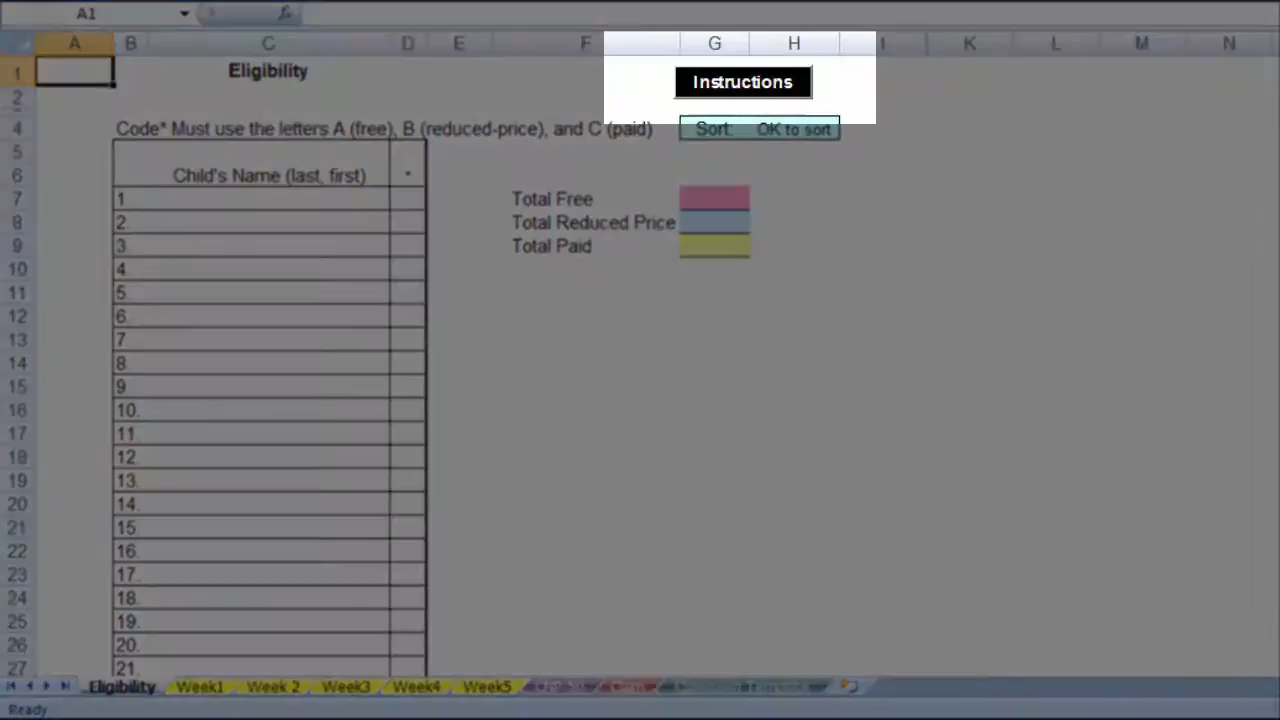 A1 fx
A B C D E F G H I K L M N
1 Eligibility Instructions
2
4 Code* Must use the letters A (free), B (reduced-price), and C (paid) Sort: OK to sort
5
6 Child's Name (last, first) *
7 1 Total Free
8 2. Total Reduced Price
9 3. Total Paid
10 4.
11 5.
12 6.
13 7.
14 8
15 9
16 10.
17 11.
18 12.
19 13.
20 14.
21 15
22 16.
23 17.
24 18.
25 19.
26 20.
27 21.
Eligibility Week1 Week 2 Week3 Week4 Week5
Ready